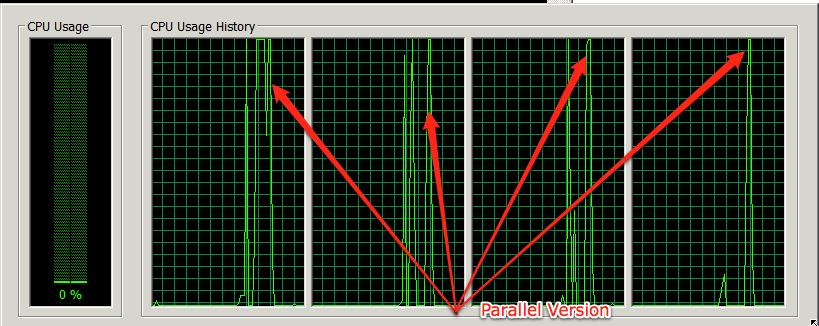 CPU Usage
CPU Usage History
0 %
Parallel Version